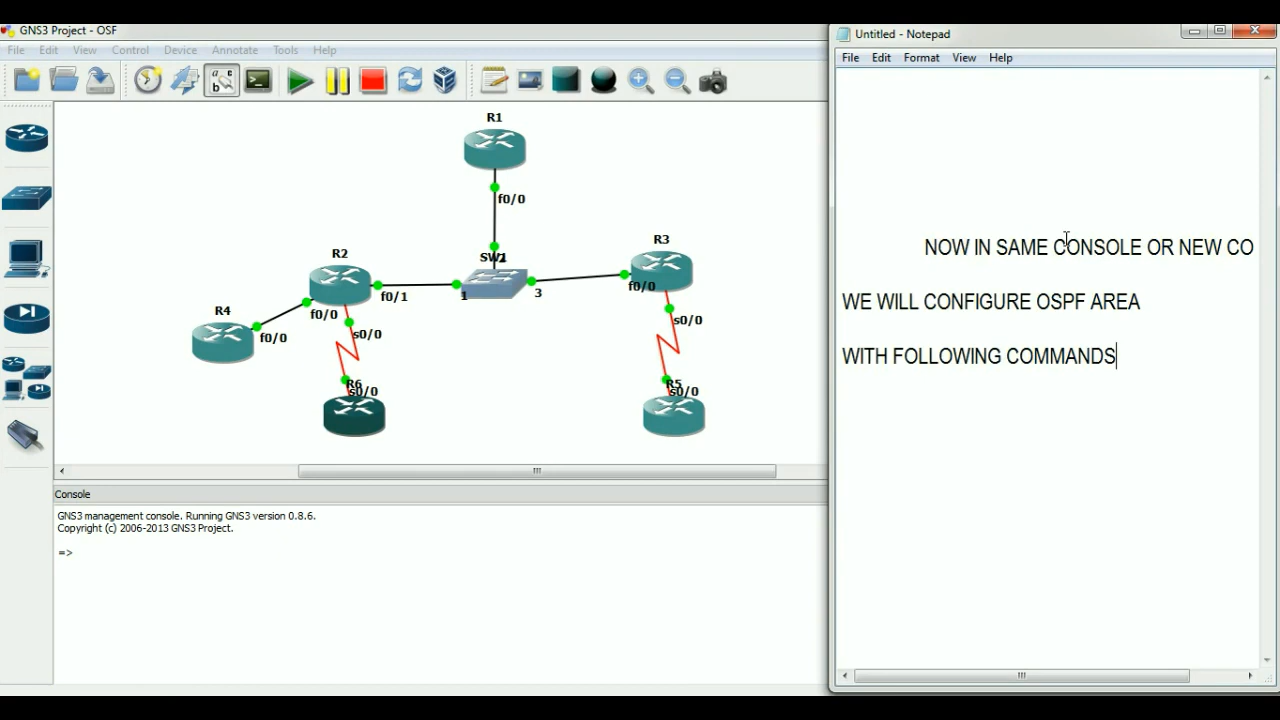 GNS3 Project - OSF
File Edit View Control Device Annotate Tools Help
R1
f0/0
SW1
R2
f0/1
1
3
R3
f0/0
R4
f0/0
f0/0
s0/0
s0/0
R6
s0/0
R5
s0/0
Console
GNS3 management console. Running GNS3 version 0.8.6.
Copyright (c) 2006-2013 GNS3 Project.
=>
Untitled - Notepad
File Edit Format View Help
NOW IN SAME CONSOLE OR NEW CO
WE WILL CONFIGURE OSPF AREA
WITH FOLLOWING COMMANDS